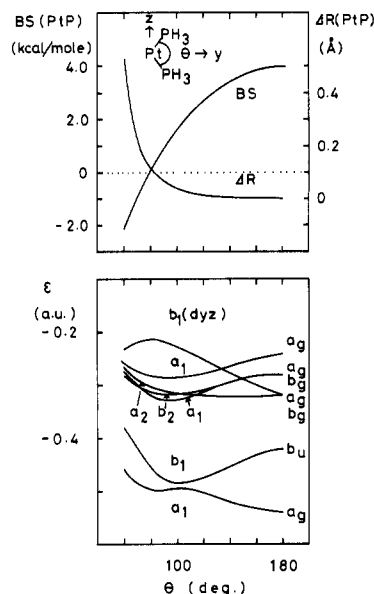 BS (PtP)
(kcal/mole)
ΔR(PtP)
(Å)
z
↑
PH3
Pt θ → y
PH3
4.0
2.0
0
-2.0
BS
ΔR
0.4
0.2
0
ε
(a.u.)
-0.2
-0.4
b1(dyz)
a1
a2 b2 a1
b1
a1
ag
ag
bg
ag
bg
bu
ag
100 180
θ (deg.)